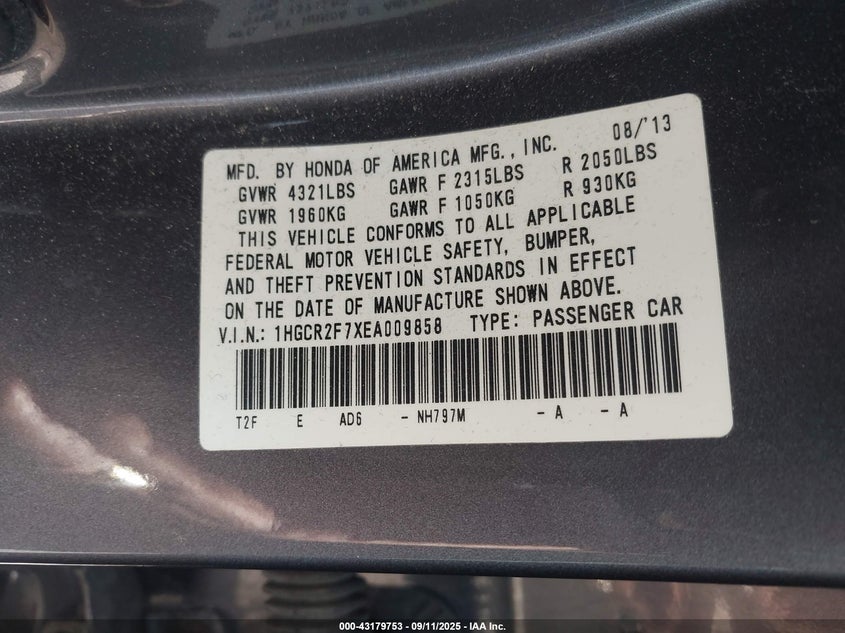 MFD. BY HONDA OF AMERICA MFG., INC. 08/'13
GVWR 4321LBS GAWR F 2315LBS R 2050LBS
GVWR 1960KG GAWR F 1050KG R 930KG
THIS VEHICLE CONFORMS TO ALL APPLICABLE
FEDERAL MOTOR VEHICLE SAFETY, BUMPER,
AND THEFT PREVENTION STANDARDS IN EFFECT
ON THE DATE OF MANUFACTURE SHOWN ABOVE.
V.I.N.: 1HGCR2F7XEA009858 TYPE: PASSENGER CAR
T2F E AD6 - NH797M - A - A
000-43179753 - 09/11/2025 - IAA Inc.